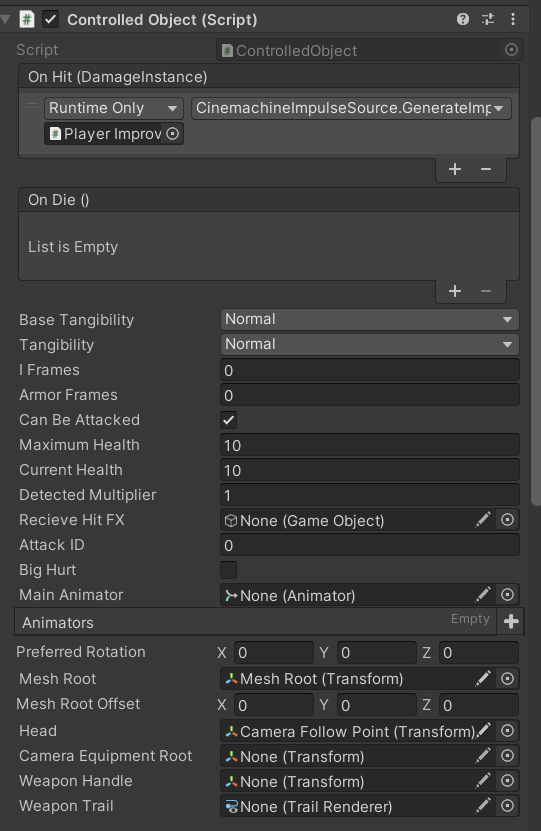 Controlled Object (Script)
Script ControlledObject
On Hit (DamageInstance)
Runtime Only CinemachineImpulseSource.GenerateImp
Player Improv
+ −
On Die ()
List is Empty
+ −
Base Tangibility Normal
Tangibility Normal
I Frames 0
Armor Frames 0
Can Be Attacked
Maximum Health 10
Current Health 10
Detected Multiplier 1
Recieve Hit FX None (Game Object)
Attack ID 0
Big Hurt
Main Animator None (Animator)
Animators Empty +
Preferred Rotation X 0 Y 0 Z 0
Mesh Root Mesh Root (Transform)
Mesh Root Offset X 0 Y 0 Z 0
Head Camera Follow Point (Transform)
Camera Equipment Root None (Transform)
Weapon Handle None (Transform)
Weapon Trail None (Trail Renderer)